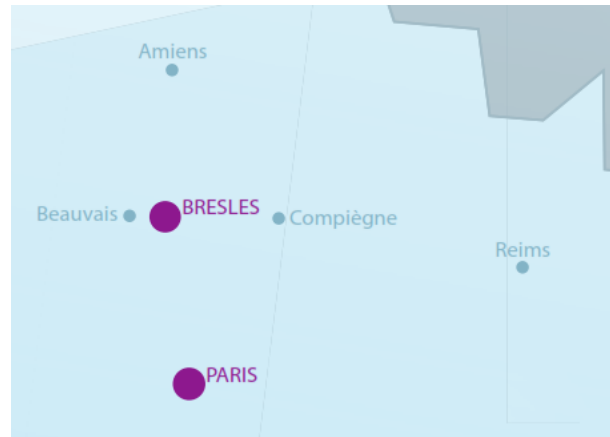 Amiens
Beauvais
BRESLES
Compiègne
Reims
PARIS